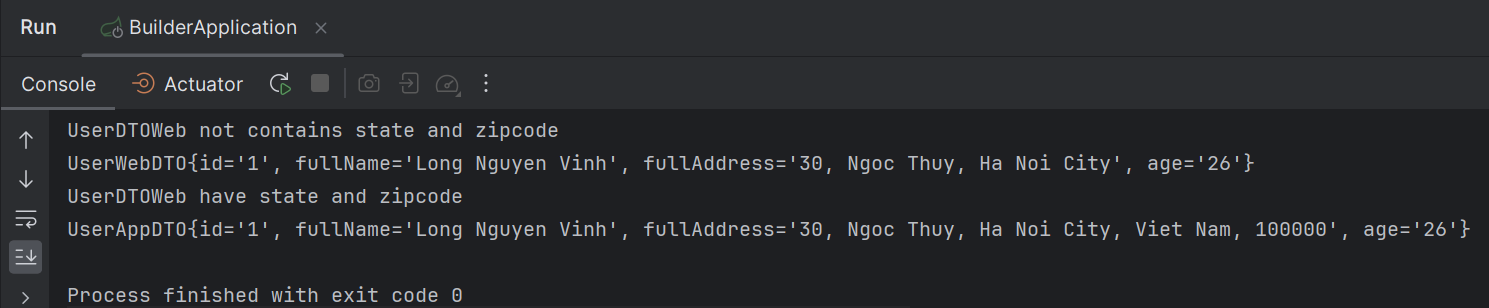 Run BuilderApplication
Console Actuator
UserDTOWeb not contains state and zipcode
UserWebDTO{id='1', fullName='Long Nguyen Vinh', fullAddress='30, Ngoc Thuy, Ha Noi City', age='26'}
UserDTOWeb have state and zipcode
UserAppDTO{id='1', fullName='Long Nguyen Vinh', fullAddress='30, Ngoc Thuy, Ha Noi City, Viet Nam, 100000', age='26'}
Process finished with exit code 0